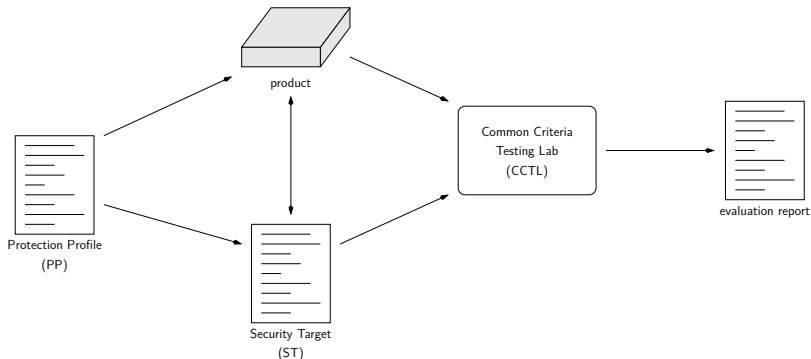 product
Common Criteria
Testing Lab
(CCTL)
evaluation report
Protection Profile
(PP)
Security Target
(ST)